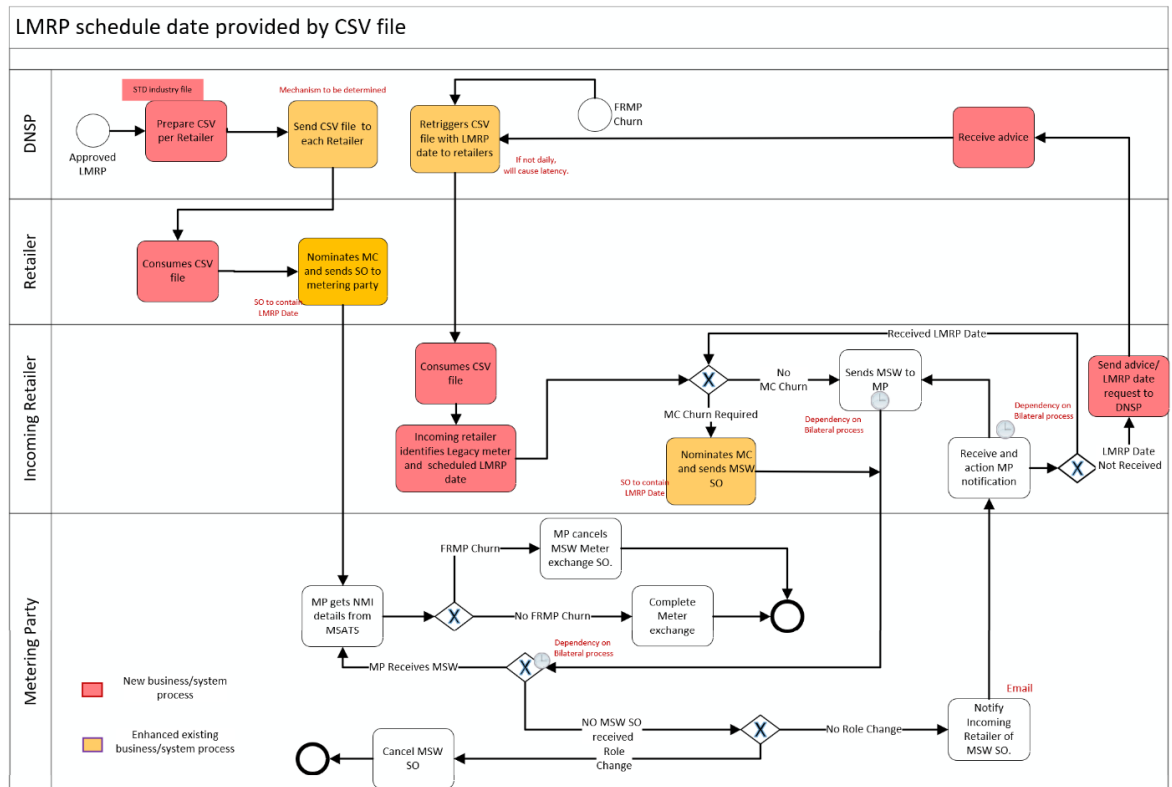 LMRP schedule date provided by CSV file
DNSP
STD industry file
Approved
LMRP
Prepare CSV
per Retailer
Mechanism to be determined
Send CSV file to
each Retailer
Retriggers CSV
file with LMRP
date to retailers
If not daily,
will cause latency.
FRMP
Churn
Receive advice
Retailer
Consumes CSV
file
Nominates MC
and sends SO to
metering party
SO to contain
LMRP Date
Incoming Retailer
Consumes CSV
file
Incoming retailer
identifies Legacy meter
and scheduled LMRP
date
Received LMRP Date
X
No
MC Churn
MC Churn Required
Sends MSW to
MP
Dependency on
Bilateral process
Nominates MC
and sends MSW
SO
SO to contain
LMRP Date
Dependency on
Bilateral process
Receive and
action MP
notification
X
Send advice/
LMRP date
request to
DNSP
LMRP Date
Not Received
Metering Party
MP gets NMI
details from
MSATS
FRMP Churn
X
MP cancels
MSW Meter
exchange SO.
No FRMP Churn
Complete
Meter
exchange
MP Receives MSW
X
Dependency on
Bilateral process
New business/system
process
Enhanced existing
business/system process
NO MSW SO
received
Role
Change
X
No Role Change
Cancel MSW
SO
Email
Notify
Incoming
Retailer of
MSW SO.